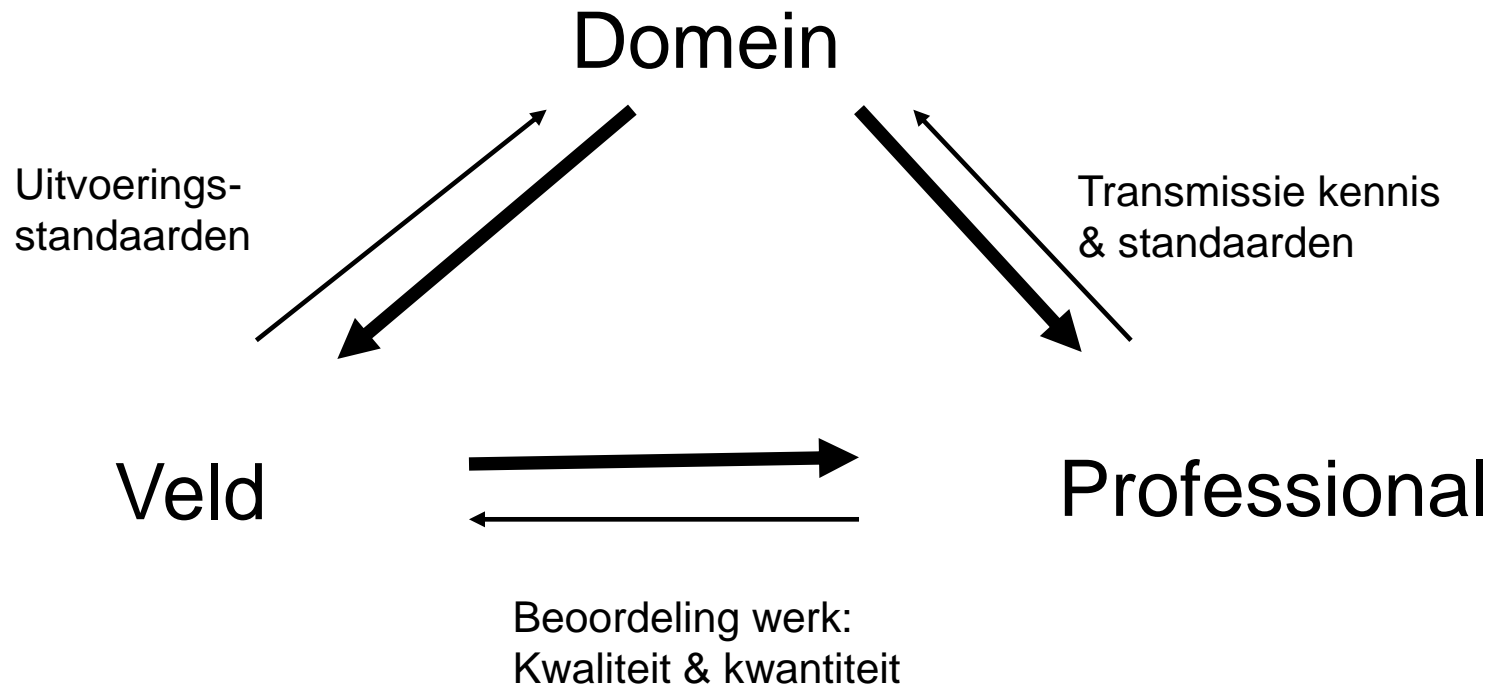 Domein
Uitvoerings-
standaarden
Transmissie kennis
& standaarden
Veld
Professional
Beoordeling werk:
Kwaliteit & kwantiteit